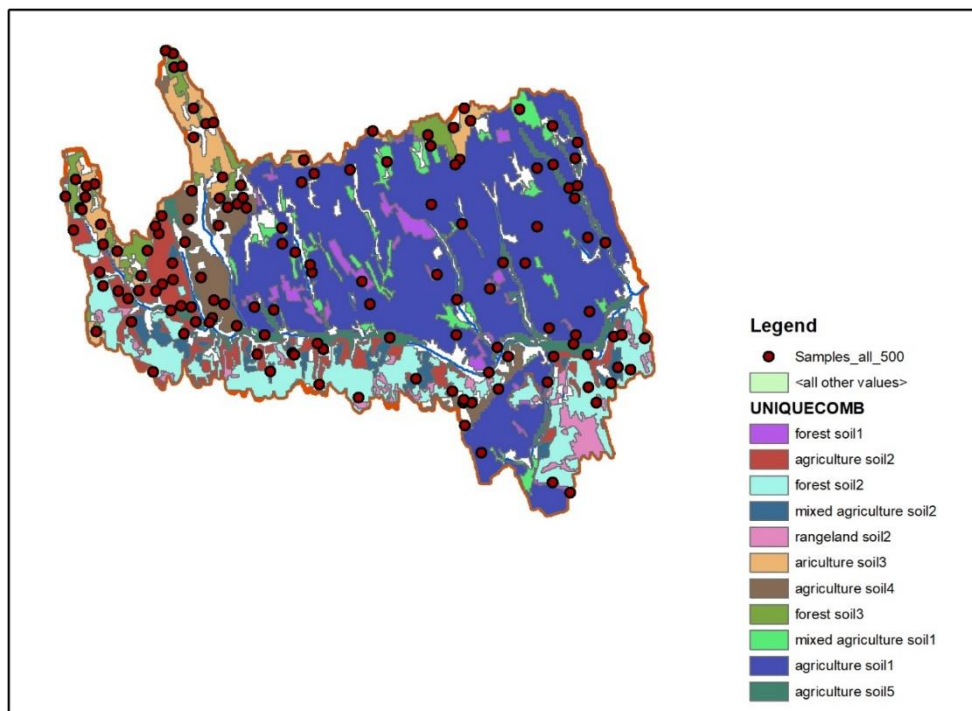 Legend
Samples_all_500
<all other values>
UNIQUECOMB
forest soil1
agriculture soil2
forest soil2
mixed agriculture soil2
rangeland soil2
ariculture soil3
agriculture soil4
forest soil3
mixed agriculture soil1
agriculture soil1
agriculture soil5